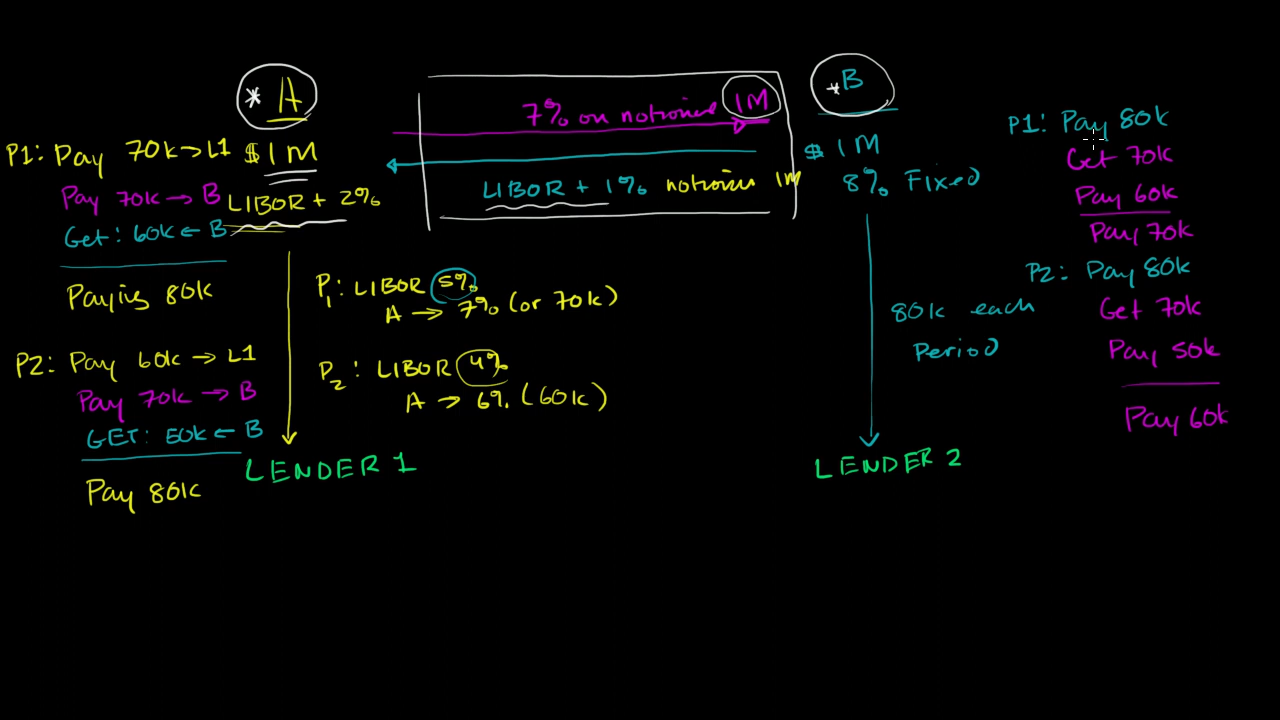 * A
P1: Pay 70k→L1
Pay 70k → B
Get: 60k ← B
Paying 80k
P2: Pay 60k → L1
Pay 70k → B
GET: 50k ← B
Pay 80k
$1M
LIBOR + 2%
P1: LIBOR 5%
A → 7% (or 70k)
P2: LIBOR 4%
A → 6% (60k)
LENDER 1
7% on notional 1M
LIBOR + 1% notional 1M
* B
$ 1M
8% Fixed
80k each
Period
LENDER 2
P1: Pay 80k
Get 70k
Pay 60k
Pay 70k
P2: Pay 80k
Get 70k
Pay 50k
Pay 60k